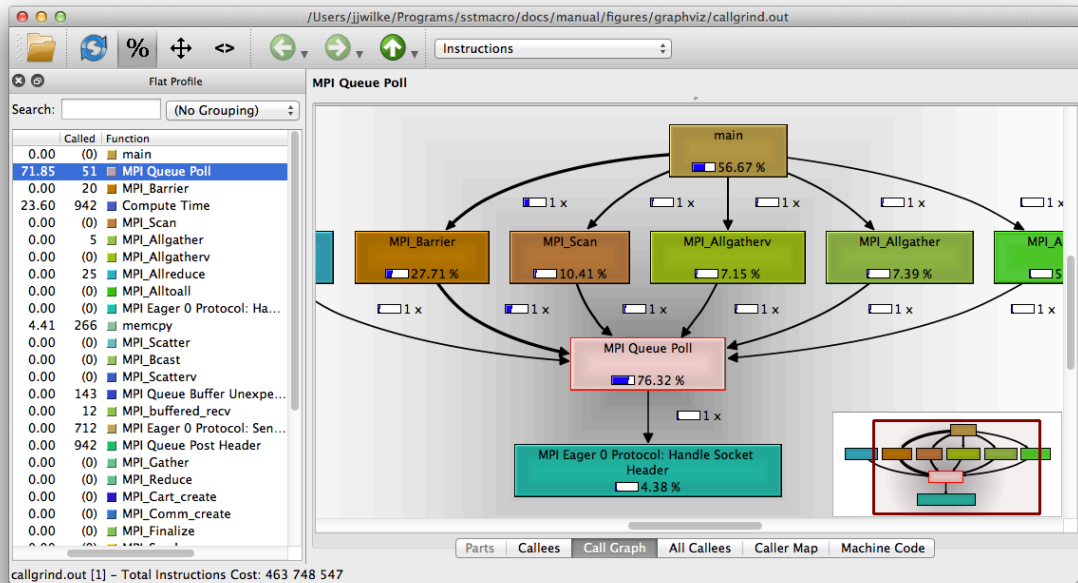 /Users/jjwilke/Programs/sstmacro/docs/manual/figures/graphviz/callgrind.out
% <> Instructions
Flat Profile
Search: (No Grouping)
Called Function
0.00 (0) main
71.85 51 MPI Queue Poll
0.00 20 MPI_Barrier
23.60 942 Compute Time
0.00 (0) MPI_Scan
0.00 5 MPI_Allgather
0.00 (0) MPI_Allgatherv
0.00 25 MPI_Allreduce
0.00 (0) MPI_Alltoall
0.00 (0) MPI Eager 0 Protocol: Ha...
4.41 266 memcpy
0.00 (0) MPI_Scatter
0.00 (0) MPI_Bcast
0.00 (0) MPI_Scatterv
0.00 143 MPI Queue Buffer Unexpe...
0.00 12 MPI_buffered_recv
0.00 712 MPI Eager 0 Protocol: Sen...
0.00 942 MPI Queue Post Header
0.00 (0) MPI_Gather
0.00 (0) MPI_Reduce
0.00 (0) MPI_Cart_create
0.00 (0) MPI_Comm_create
0.00 (0) MPI_Finalize
MPI Queue Poll
main
56.67 %
1 x 1 x 1 x 1 x 1 x
MPI_Barrier MPI_Scan MPI_Allgatherv MPI_Allgather MPI_A
27.71 % 10.41 % 7.15 % 7.39 % 5
1 x 1 x 1 x 1 x 1 x 1 x
MPI Queue Poll
76.32 %
1 x
MPI Eager 0 Protocol: Handle Socket
Header
4.38 %
Parts Callees Call Graph All Callees Caller Map Machine Code
callgrind.out [1] - Total Instructions Cost: 463 748 547